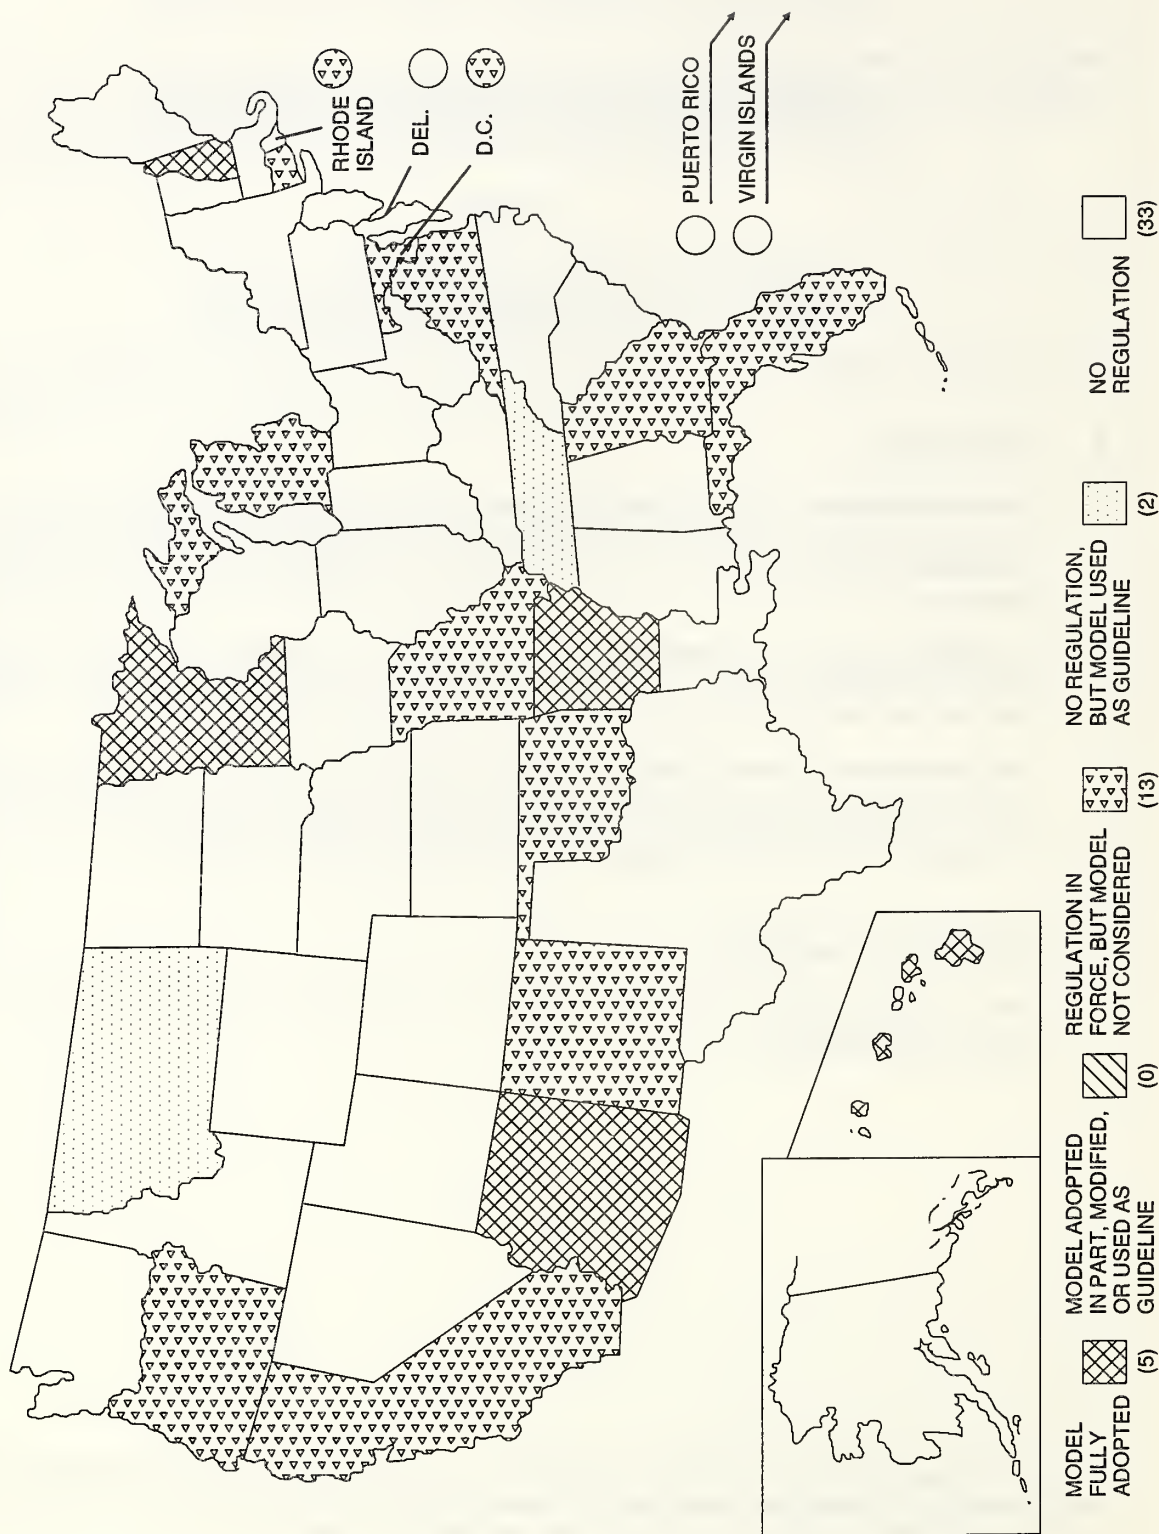 RHODE
ISLAND
DEL.
D.C.
PUERTO RICO
VIRGIN ISLANDS
MODEL
FULLY
ADOPTED
(5)
MODEL ADOPTED
IN PART, MODIFIED,
OR USED AS
GUIDELINE
(0)
REGULATION IN
FORCE, BUT MODEL
NOT CONSIDERED
(13)
NO REGULATION,
BUT MODEL USED
AS GUIDELINE
(2)
NO
REGULATION
(33)